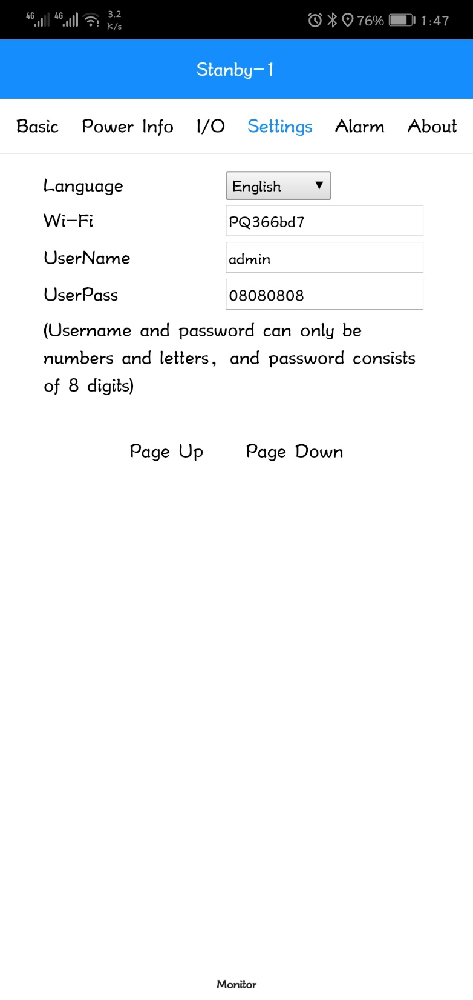 4G 4G 3.2 K/s 76% 1:47
Stanby-1
Basic Power Info I/O Settings Alarm About
Language English
Wi-Fi PQ366bd7
UserName admin
UserPass 08080808
(Username and password can only be
numbers and letters, and password consists
of 8 digits)
Page Up Page Down
Monitor